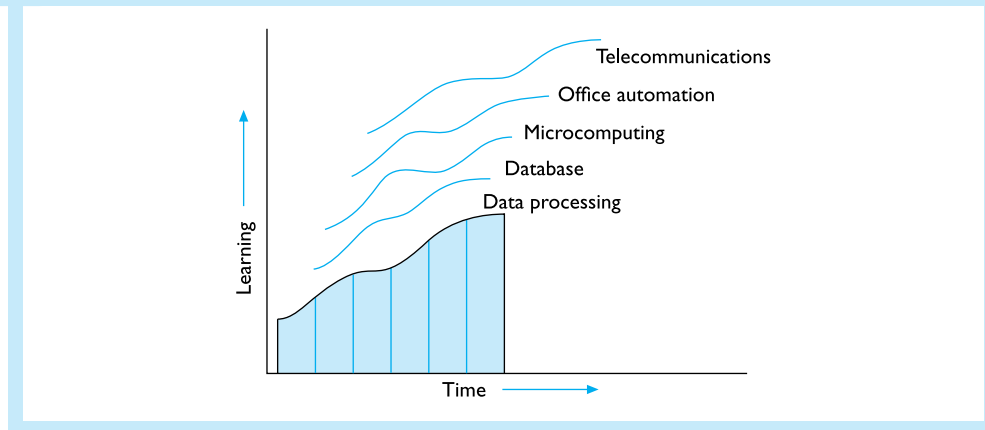 Telecommunications
Office automation
Microcomputing
Database
Data processing
Learning
Time